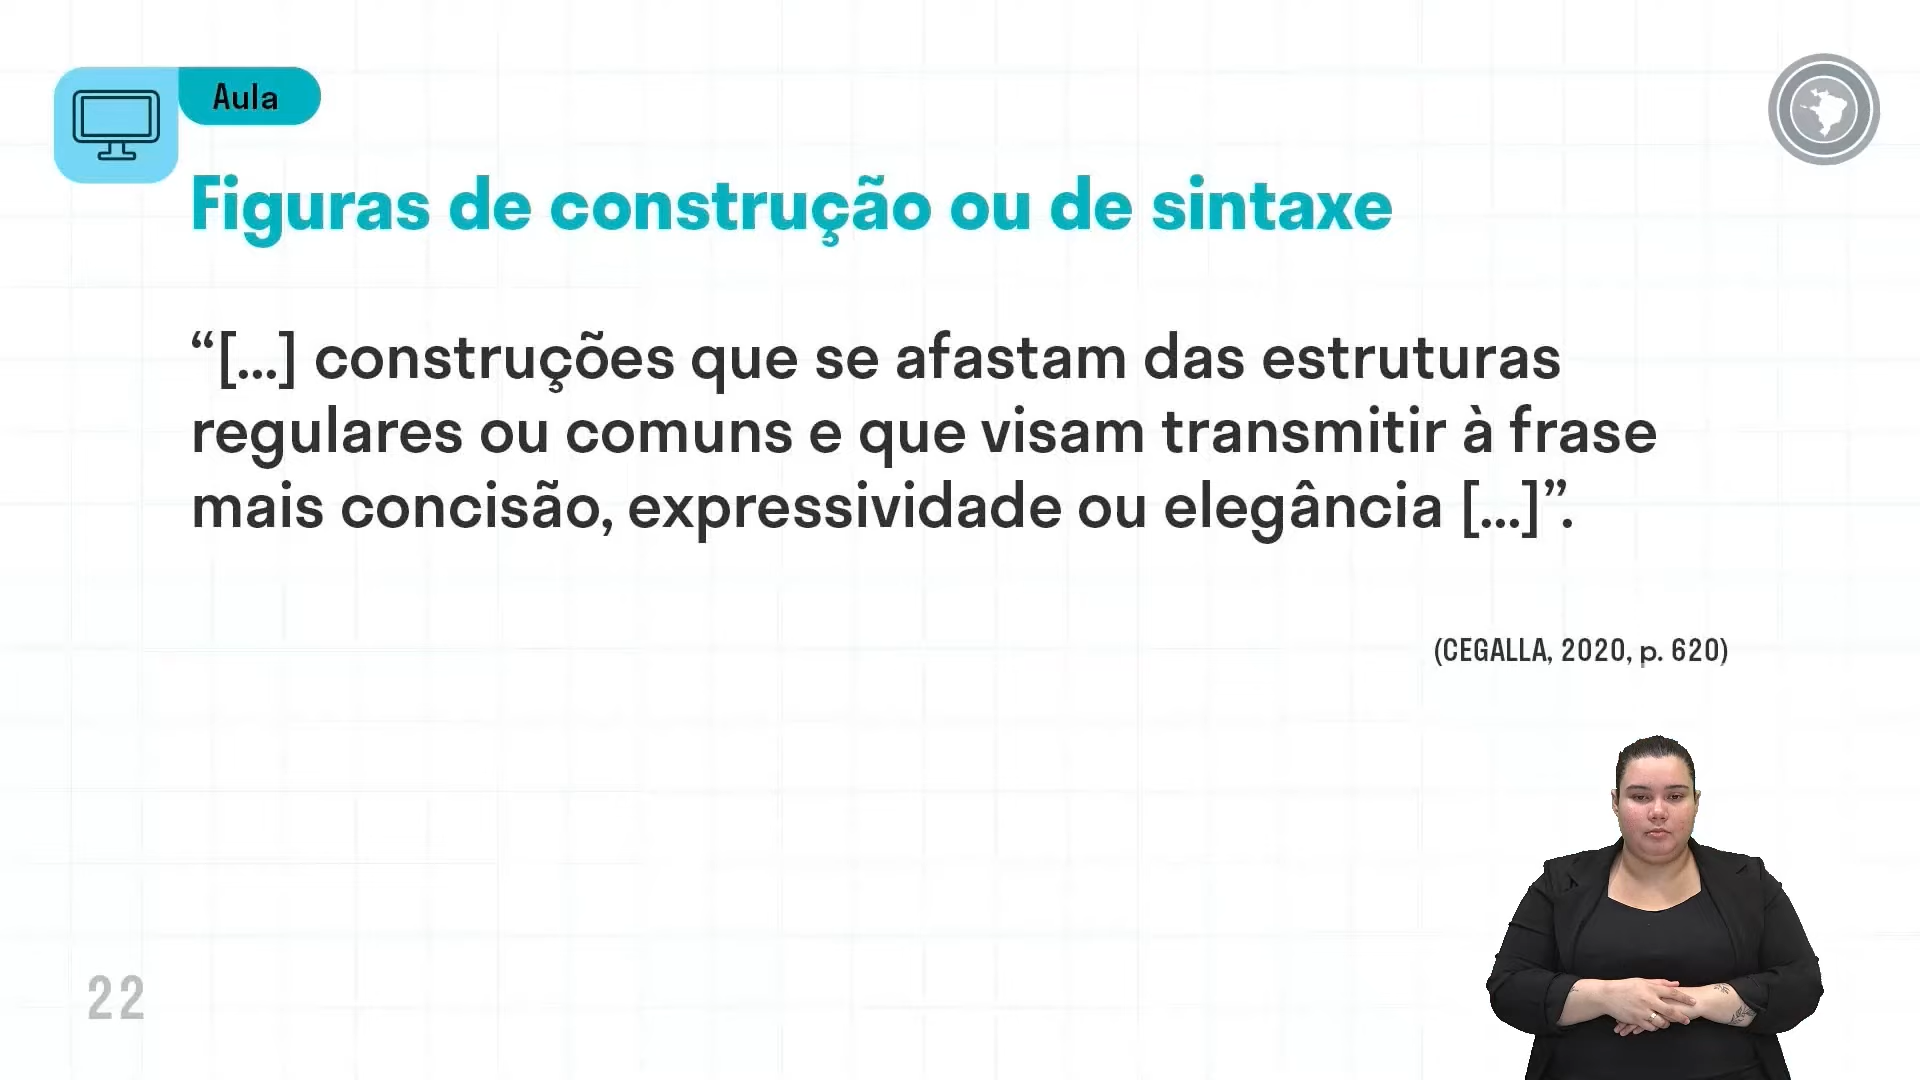 Aula
Figuras de construção ou de sintaxe
“[...] construções que se afastam das estruturas
regulares ou comuns e que visam transmitir à frase
mais concisão, expressividade ou elegância [...]”.
(CEGALLA, 2020, p. 620)
22